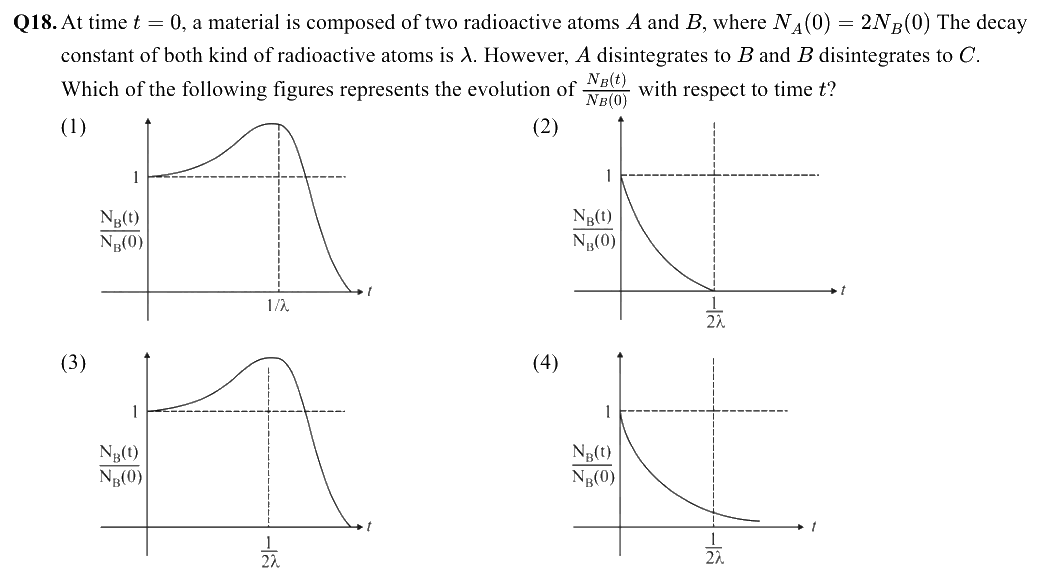 Q18. At time t = 0, a material is composed of two radioactive atoms A and B, where N_A(0) = 2N_B(0) The decay
constant of both kind of radioactive atoms is λ. However, A disintegrates to B and B disintegrates to C.
Which of the following figures represents the evolution of N_B(t)/N_B(0) with respect to time t?
(1)
1
N_B(t)/N_B(0)
t
1/λ
(2)
1
N_B(t)/N_B(0)
t
1/2λ
(3)
1
N_B(t)/N_B(0)
t
1/2λ
(4)
1
N_B(t)/N_B(0)
t
1/2λ